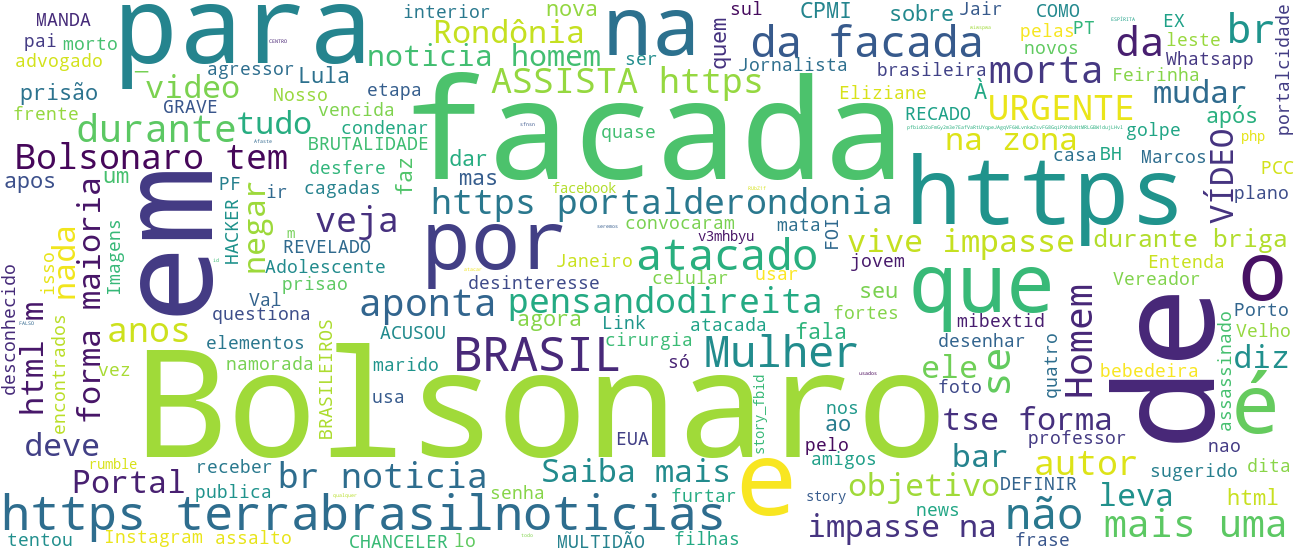 MANDA
para
interior
nova
na
sobre
Jair
COMO
EX
CPMI
sul
quem
PT
br
pai
morto
CENTRO
Rondônia
ser
da facada
pelas
novos
da
leste
portalcidade
advogado
agressor
noticia homem
Jornalista
brasileira
morta
Whatsapp
prisão
video
Lula
etapa
ASSISTA https
Eliziane
À
Feirinha
mudar
frente
GRAVE
Nosso
vencida
facada
RECADO
URGENTE
após
durante
tudo
condenar
quase
golpe
php
Bolsonaro tem
BRUTALIDADE
dar
na zona
casa
BH
Marcos
VÍDEO
apos
um
em
PF
ir
desfere
cagadas
faz
mas
https
PCC
plano
maioria
negar
veja
https portalderondonia
facebook
HACKER
REVELADO
por
convocaram
mata
FOI
vive impasse
durante briga
nada
isso
Imagens
m
Adolescente
prisao
Janeiro
atacado
v3mhbyu
jovem
Entenda
desconhecido
Val
questiona
desinteresse
celular
usar
seu
que
Vereador
o
html m
forma maioria
anos
aponta
pensandodireita
fortes
Homem
de
Porto
elementos
ACUSOU
agora
Link
atacada
fala
mibextid
Velho
encontrados
vez
namorada
BRASILEIROS
marido
BRASIL
cirurgia
só
Mulher
ele
se
desenhar
quatro
diz
bebedeira
assassinado
é
Bolsonaro
usa
foto
deve
EUA
story_fbid
nos
ao
tse forma
professor
nao
rumble
receber
pelo
amigos
bar
autor
sugerido
dita
Portal
publica
br noticia
Saiba mais
furtar
e
objetivo
DEFINIR
leva
html
senha
story
news
https terrabrasilnoticias
impasse na
não
mais uma
tentou
Instagram
assalto
CHANCELER
lo
MULTIDÃO
filhas
frase